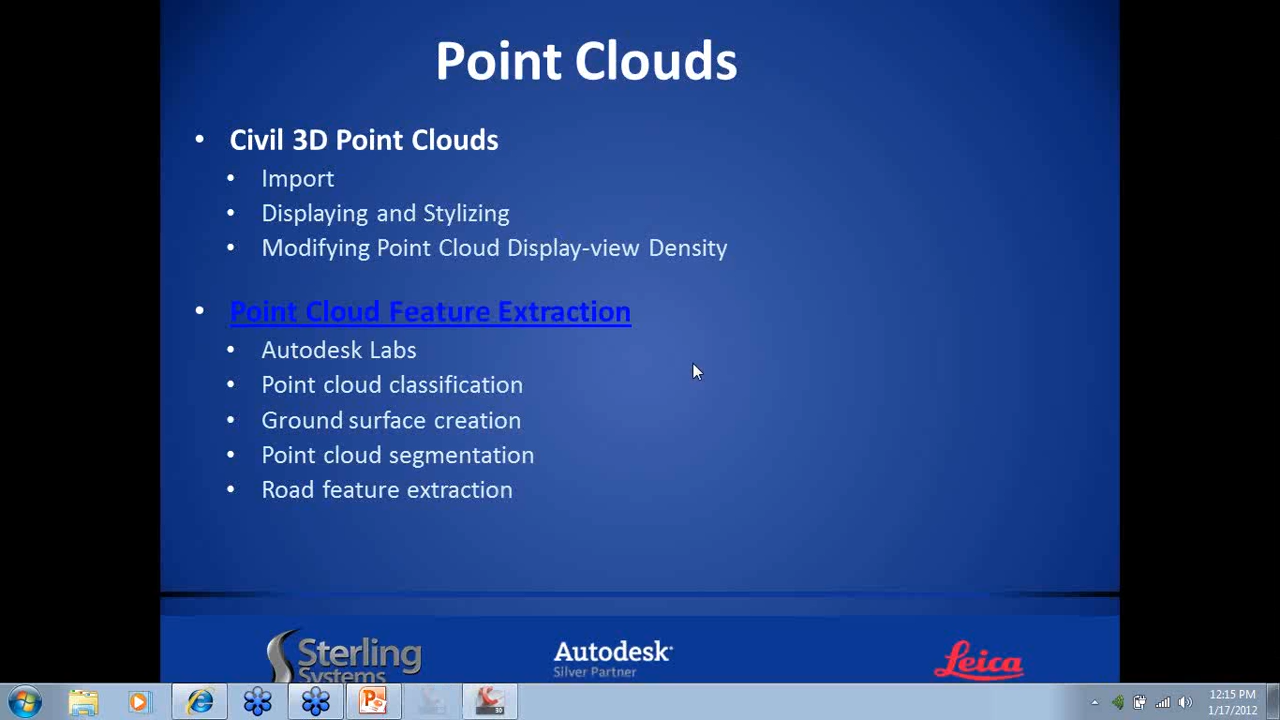 Point Clouds
• Civil 3D Point Clouds
• Import
• Displaying and Stylizing
• Modifying Point Cloud Display-view Density
• Point Cloud Feature Extraction
• Autodesk Labs
• Point cloud classification
• Ground surface creation
• Point cloud segmentation
• Road feature extraction
Sterling
Systems
Autodesk
Silver Partner
Leica
12:15 PM
1/17/2012